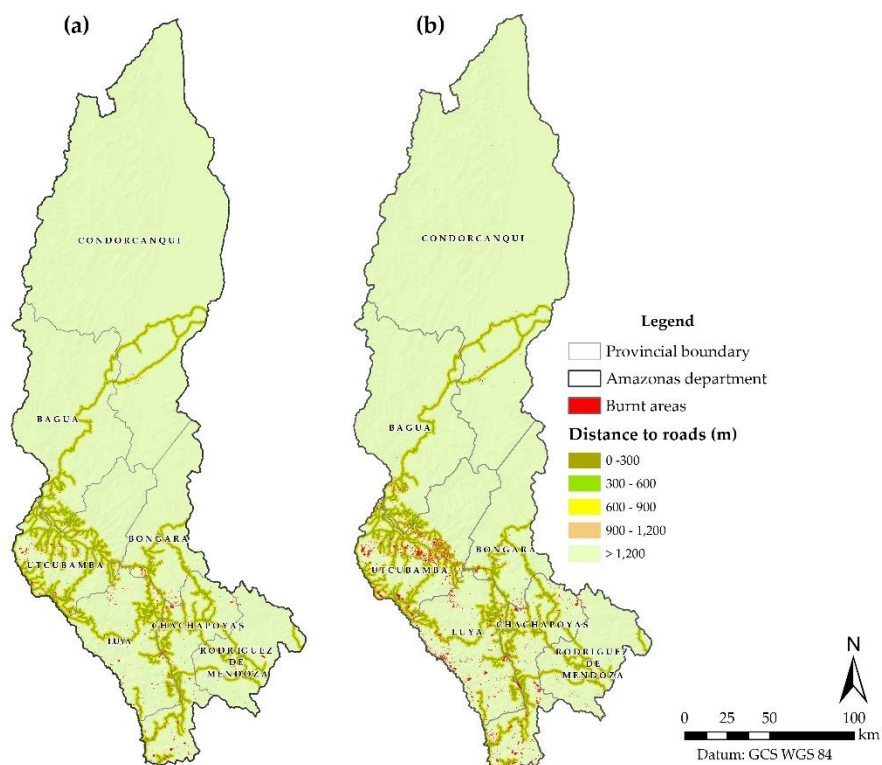 (a)
CONDORCANQUI
BAGUA
BONGARA
UTCUBAMBA
CHACHAPOYAS
LUYA
RODRIGUEZ
DE
MENDOZA
(b)
CONDORCANQUI
BAGUA
BONGARA
UTCUBAMBA
LUYA
CHACHAPOYAS
RODRIGUEZ
DE
MENDOZA
Legend
Provincial boundary
Amazonas department
Burnt areas
Distance to roads (m)
0 -300
300 - 600
600 - 900
900 - 1,200
> 1,200
N
0 25 50 100
km
Datum: GCS WGS 84